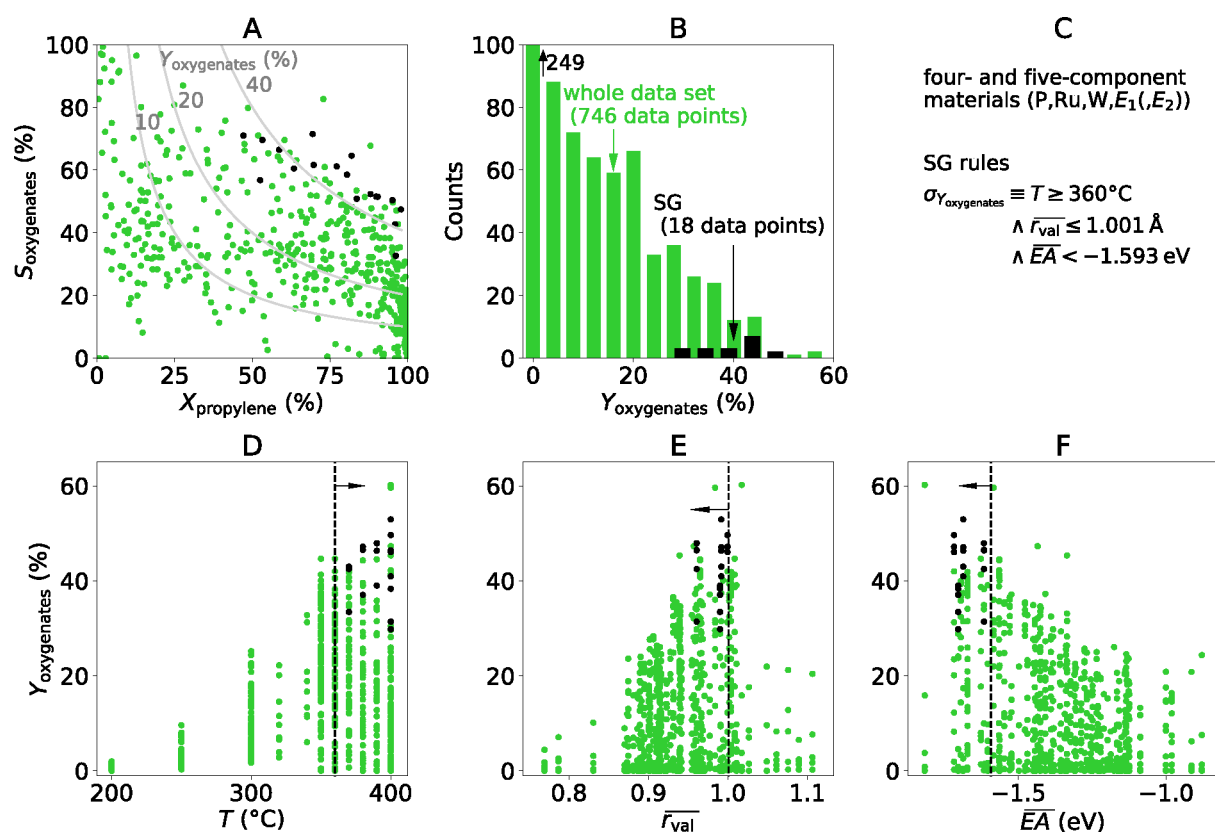 A
100
80
60
40
20
0
S_oxygenates (%)
Y_oxygenates (%)
10
20
40
0
25
50
75
100
X_propylene (%)
B
100
80
60
40
20
0
Counts
249
whole data set
(746 data points)
SG
(18 data points)
0
20
40
60
Y_oxygenates (%)
C
four- and five-component
materials (P,Ru,W,E₁(,E₂))
SG rules
σ_Y_oxygenates ≡ T ≥ 360°C
∧ r̅_val ≤ 1.001 Å
∧ E̅A̅ < −1.593 eV
D
60
40
20
0
Y_oxygenates (%)
200
300
400
T (°C)
E
60
40
20
0
0.8
0.9
1.0
1.1
r̅_val
F
60
40
20
0
−1.5
−1.0
E̅A̅ (eV)